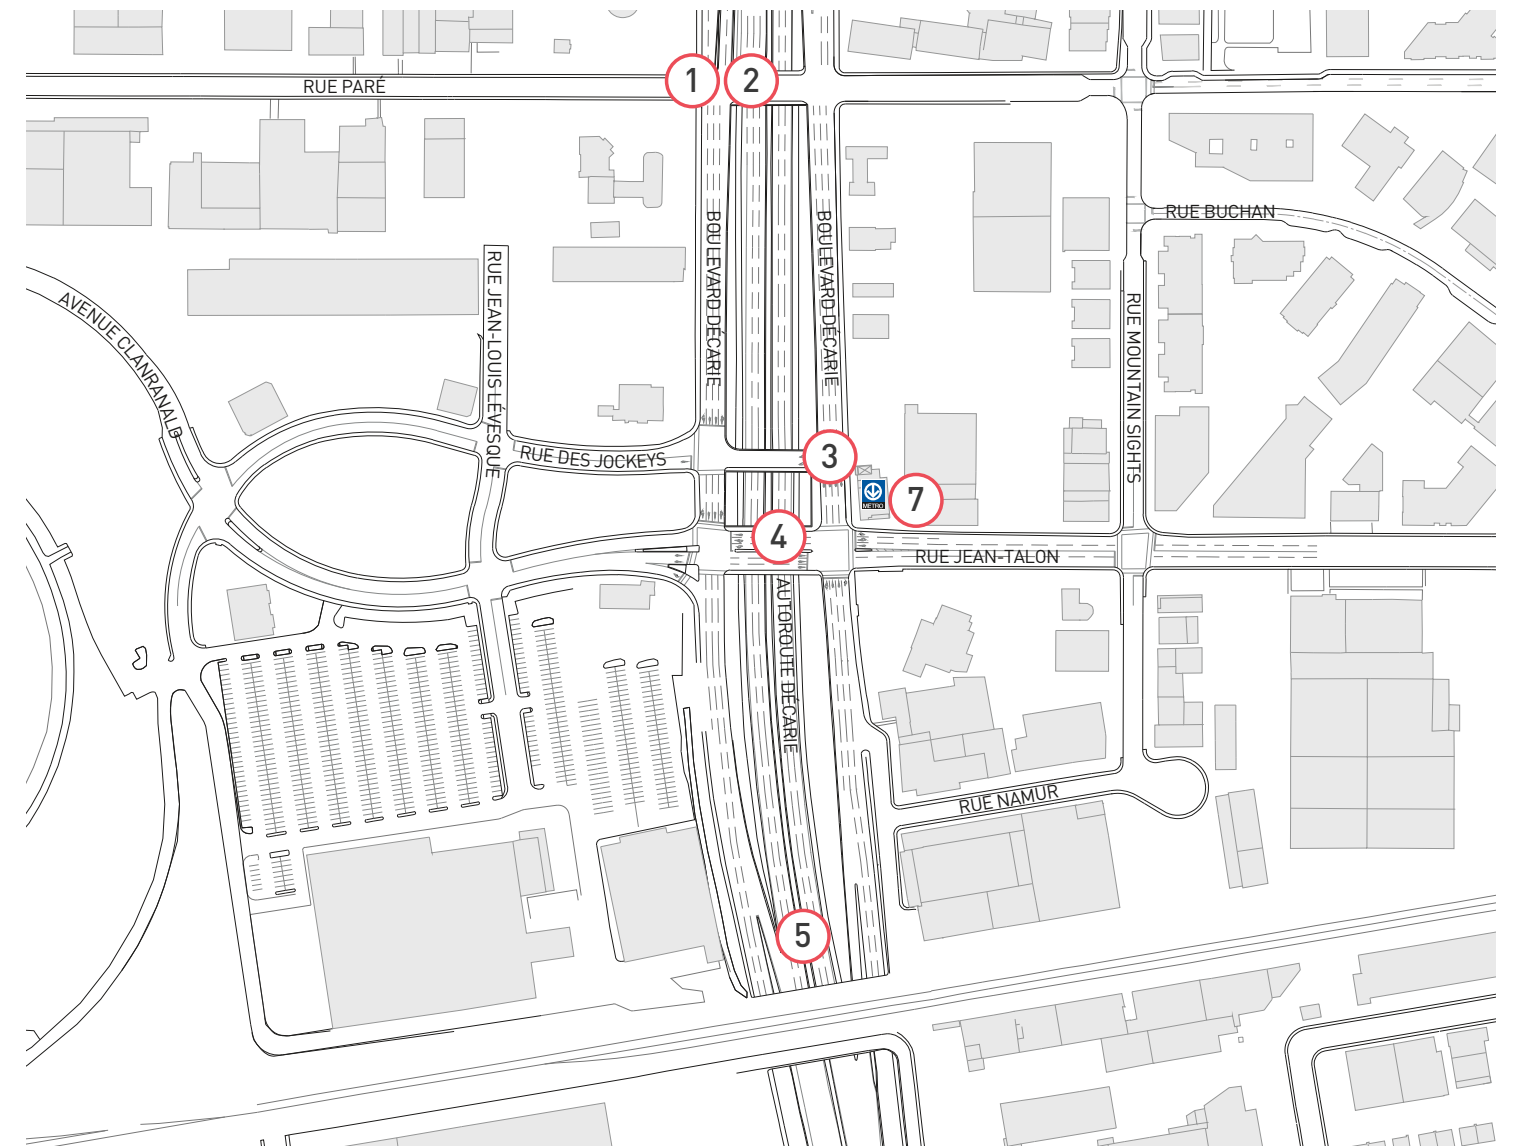 1
2
RUE PARÉ
RUE BUCHAN
BOULEVARD DÉCARIE
BOULEVARD DÉCARIE
RUE JEAN-LOUIS LÉVESQUE
AVENUE CLANRANALD
RUE MOUNTAIN SIGHTS
RUE DES JOCKEYS
3
METRO
7
4
RUE JEAN-TALON
AUTOROUTE DÉCARIE
RUE NAMUR
5